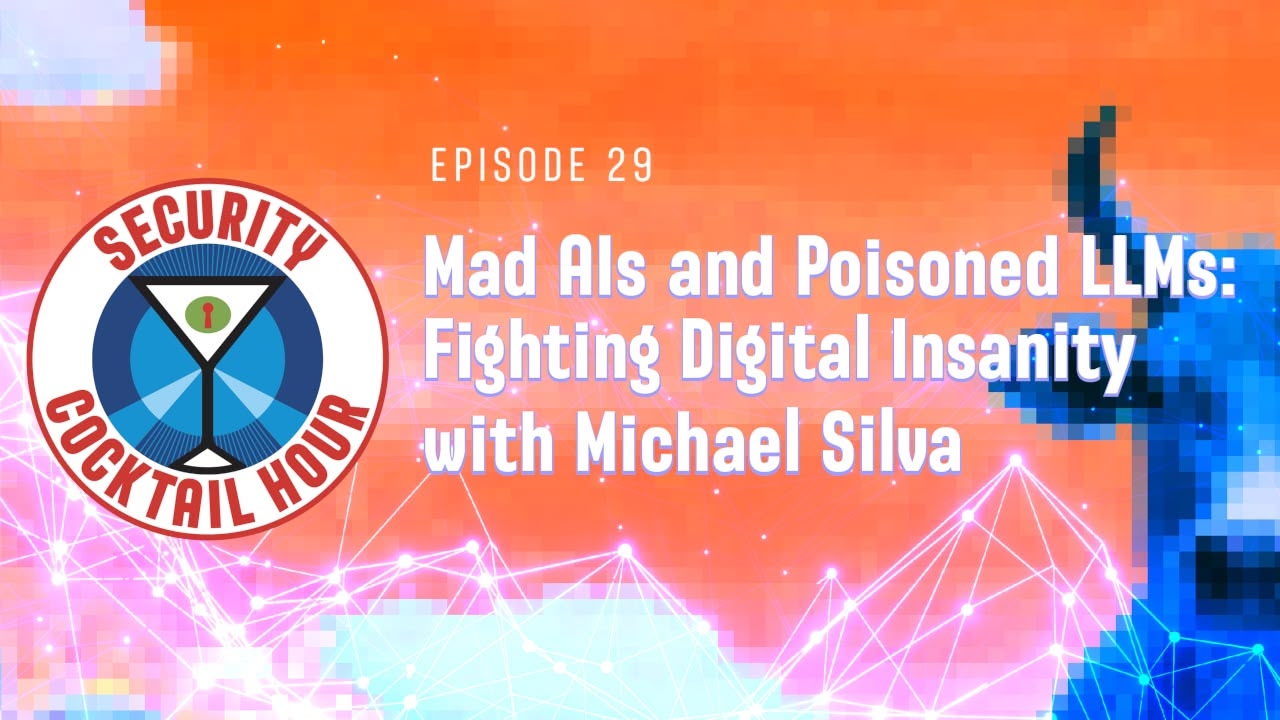 SECURITY
COCKTAIL HOUR
EPISODE 29
Mad AIs and Poisoned LLMs:
Fighting Digital Insanity
with Michael Silva